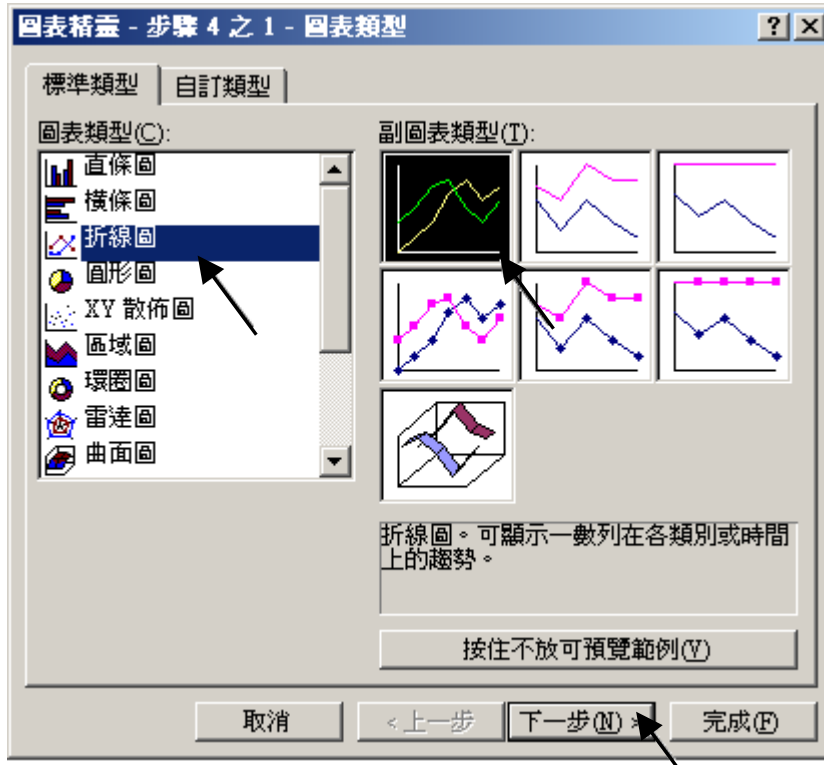 圖表精靈 - 步驟 4 之 1 - 圖表類型
標準類型 自訂類型
圖表類型(C):
直條圖
橫條圖
折線圖
圓形圖
XY 散佈圖
區域圖
環圈圖
雷達圖
曲面圖
副圖表類型(T):
折線圖。可顯示一數列在各類別或時間
上的趨勢。
按住不放可預覽範例(V)
取消 <上一步 下一步(N) > 完成(F)